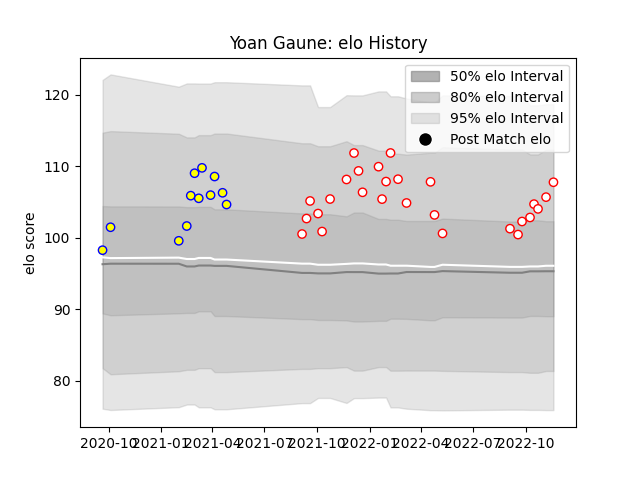 Yoan Gaune: elo History
50% elo Interval
80% elo Interval
95% elo Interval
Post Match elo
elo score
120
110
100
90
80
2020-10
2021-01
2021-04
2021-07
2021-10
2022-01
2022-04
2022-07
2022-10